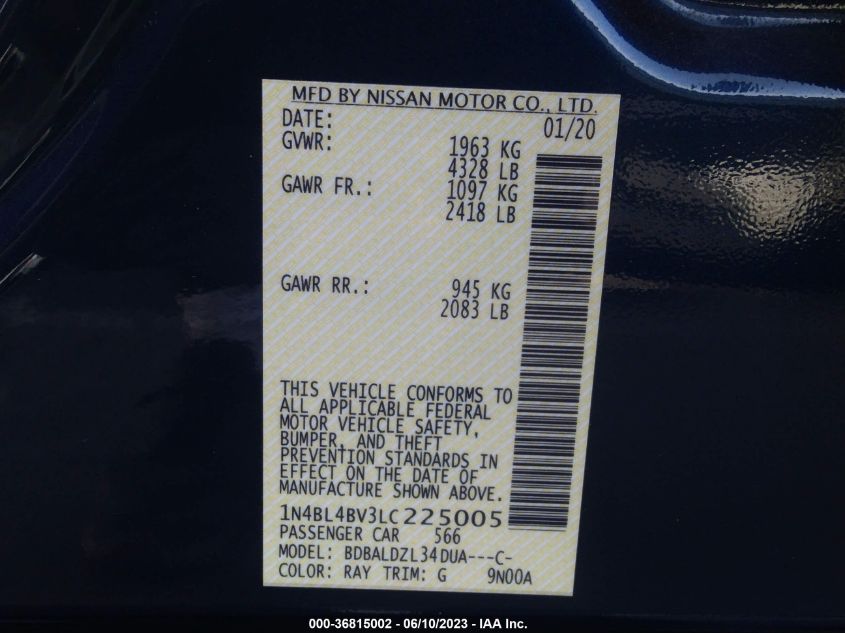 MFD BY NISSAN MOTOR CO., LTD.
DATE: 01/20
GVWR: 1963 KG
4328 LB
GAWR FR.: 1097 KG
2418 LB
GAWR RR.: 945 KG
2083 LB
THIS VEHICLE CONFORMS TO
ALL APPLICABLE FEDERAL
MOTOR VEHICLE SAFETY,
BUMPER, AND THEFT
PREVENTION STANDARDS IN
EFFECT ON THE DATE OF
MANUFACTURE SHOWN ABOVE.
1N4BL4BV3LC225005
PASSENGER CAR 566
MODEL: BDBALDZL34DUA---C-
COLOR: RAY TRIM: G 9N00A
000-36815002 - 06/10/2023 - IAA Inc.